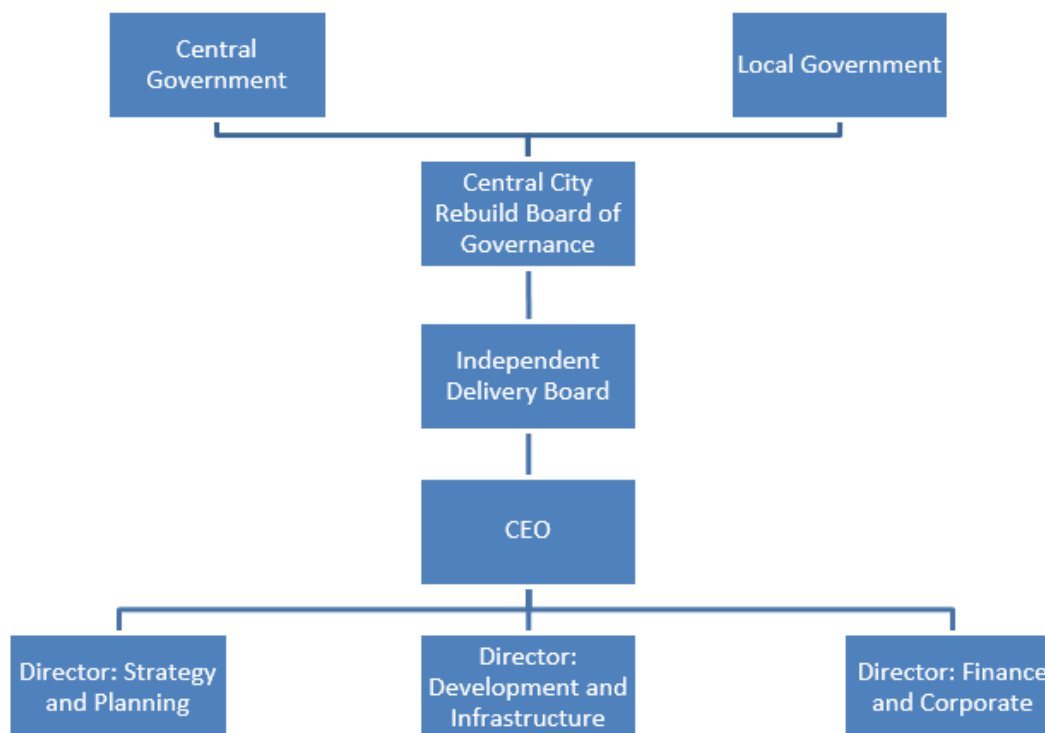 Central
Government
Local Government
Central City
Rebuild Board of
Governance
Independent
Delivery Board
CEO
Director: Strategy
and Planning
Director:
Development and
Infrastructure
Director: Finance
and Corporate